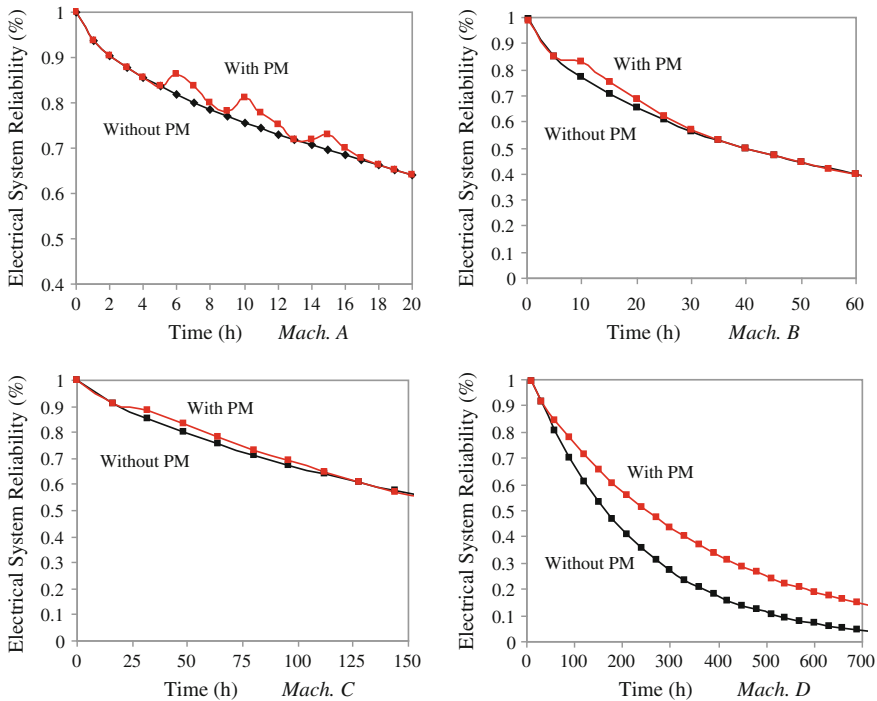 Electrical System Reliability (%)
1
0.9
0.8
0.7
0.6
0.5
0.4
With PM
Without PM
0 2 4 6 8 10 12 14 16 18 20
Time (h) Mach. A
Electrical System Reliability (%)
1
0.9
0.8
0.7
0.6
0.5
0.4
0.3
0.2
0.1
0
With PM
Without PM
0 10 20 30 40 50 60
Time (h) Mach. B
Electrical System Reliability (%)
1
0.9
0.8
0.7
0.6
0.5
0.4
0.3
0.2
0.1
0
With PM
Without PM
0 25 50 75 100 125 150
Time (h) Mach. C
Electrical System Reliability (%)
1
0.9
0.8
0.7
0.6
0.5
0.4
0.3
0.2
0.1
0
With PM
Without PM
0 100 200 300 400 500 600 700
Time (h) Mach. D